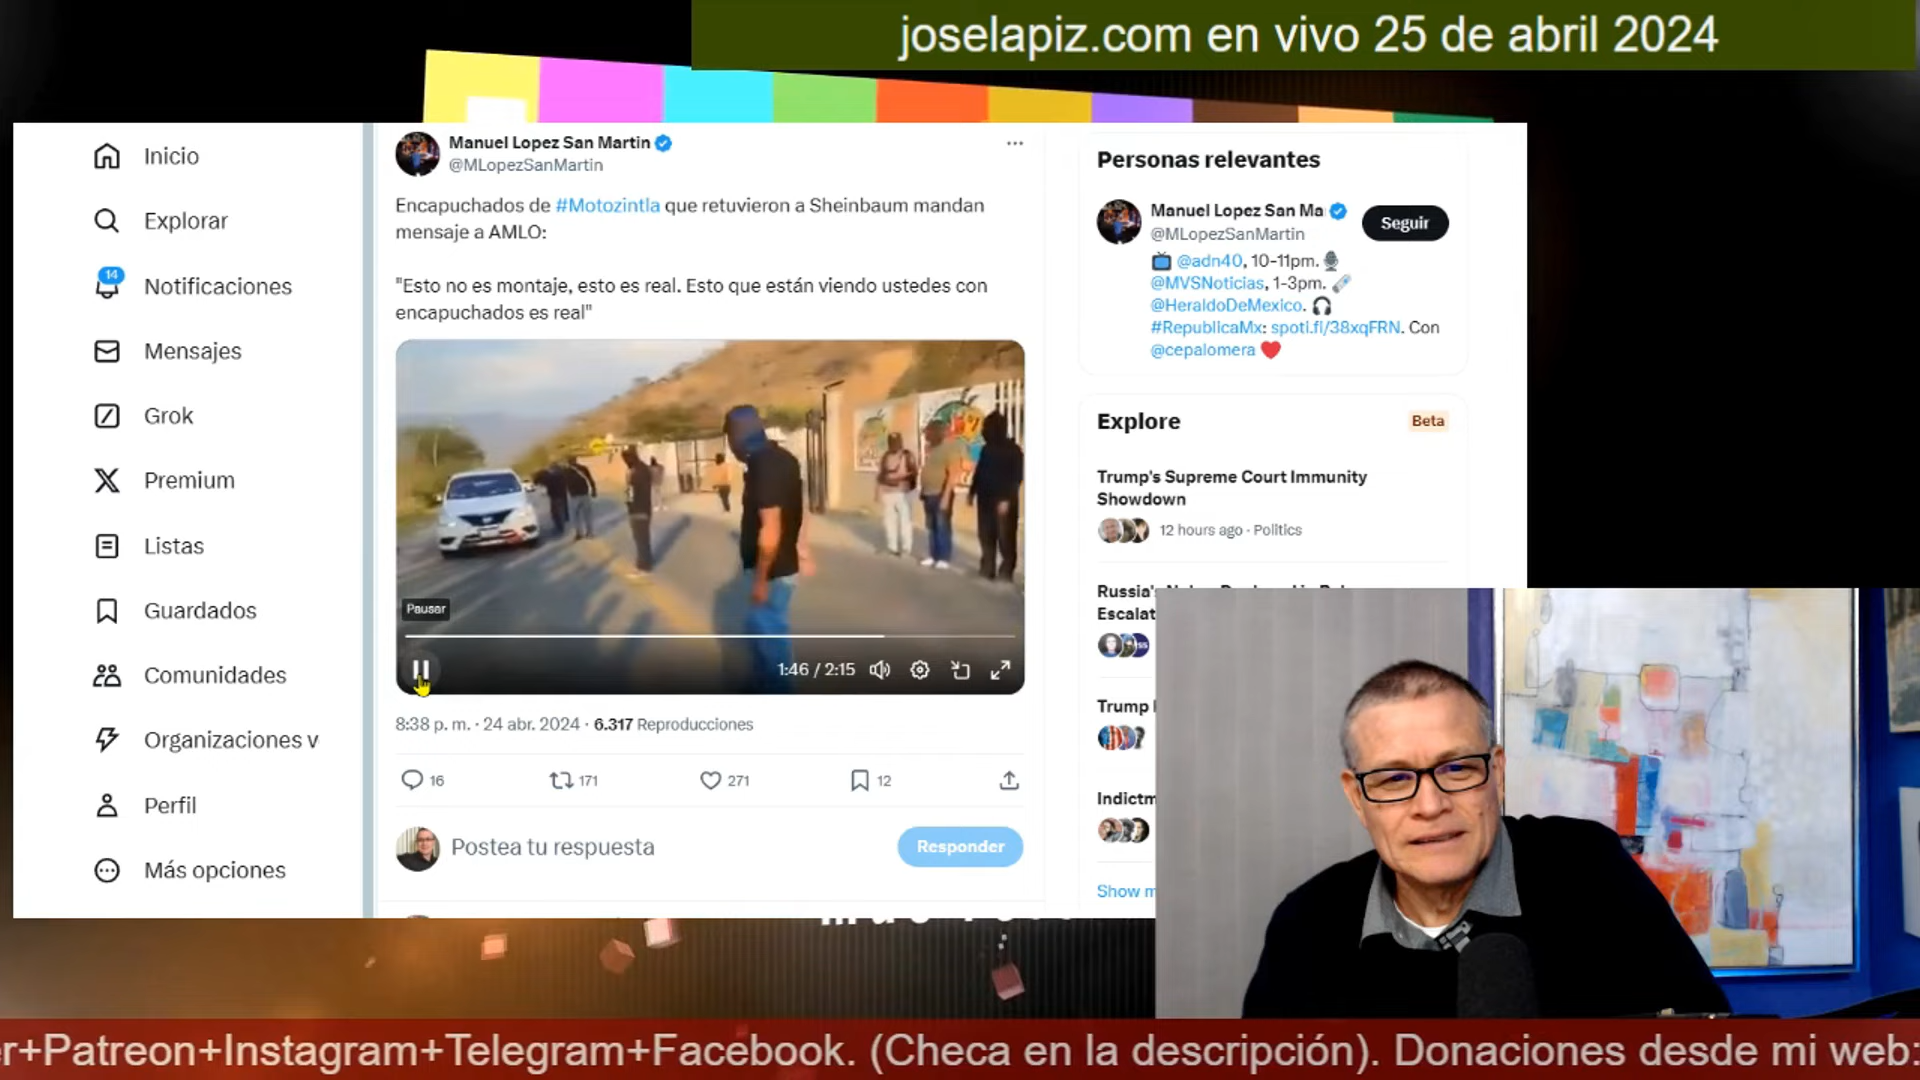 joselapiz.com en vivo 25 de abril 2024
Inicio
Explorar
14
Notificaciones
Mensajes
Grok
Premium
Listas
Guardados
Comunidades
Organizaciones v
Perfil
Más opciones
Manuel Lopez San Martin
@MLopezSanMartin
Encapuchados de #Motozintla que retuvieron a Sheinbaum mandan
mensaje a AMLO:
"Esto no es montaje, esto es real. Esto que están viendo ustedes con
encapuchados es real"
Pausar
1:46 / 2:15
8:38 p. m. · 24 abr. 2024 · 6.317 Reproducciones
16
171
271
12
Postea tu respuesta
Responder
Personas relevantes
Manuel Lopez San Ma
@MLopezSanMartin
Seguir
@adn40, 10-11pm.
@MVSNoticias, 1-3pm.
@HeraldoDeMexico.
#RepublicaMx: spoti.fi/38xqFRN. Con
@cepalomera
Explore
Beta
Trump's Supreme Court Immunity
Showdown
12 hours ago · Politics
Russia's
Escalat
Trump
Indictm
Show m
er+Patreon+Instagram+Telegram+Facebook. (Checa en la descripción). Donaciones desde mi web: